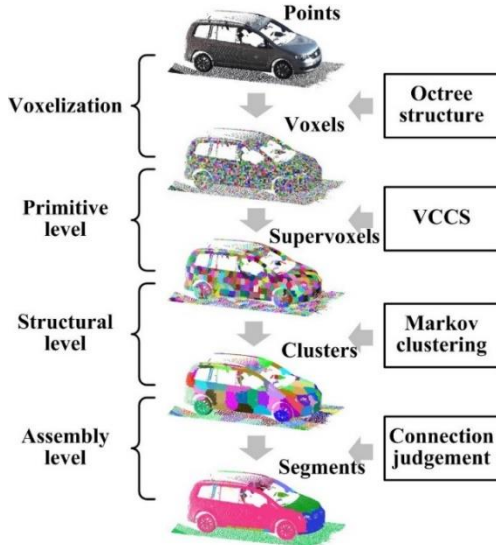 Points
Voxelization
Octree
structure
Voxels
Primitive
level
VCCS
Supervoxels
Structural
level
Markov
clustering
Clusters
Assembly
level
Connection
judgement
Segments